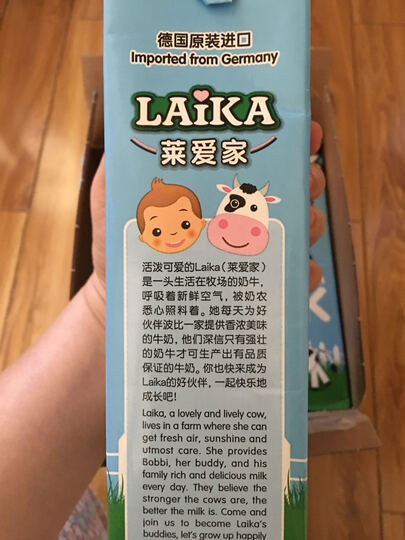 德国原装进口
Imported from Germany
LAiKA
莱爱家
活泼可爱的Laika(莱爱家)
是一头生活在牧场的奶牛,
呼吸着新鲜空气,被奶农
悉心照料着。她每天为好
伙伴波比一家提供香浓美味
的牛奶,他们深信只有强壮
的奶牛才可生产出有品质
保证的牛奶。你也快来成为
Laika的好伙伴,一起快乐地
成长吧!
Laika, a lovely and lively cow,
lives in a farm where she can
get fresh air, sunshine and
utmost care. She provides
Bobbi, her buddy, and his
family rich and delicious milk
every day. They believe the
stronger the cows are, the
better the milk is. Come and
join us to become Laika's
buddies, let's grow up happily